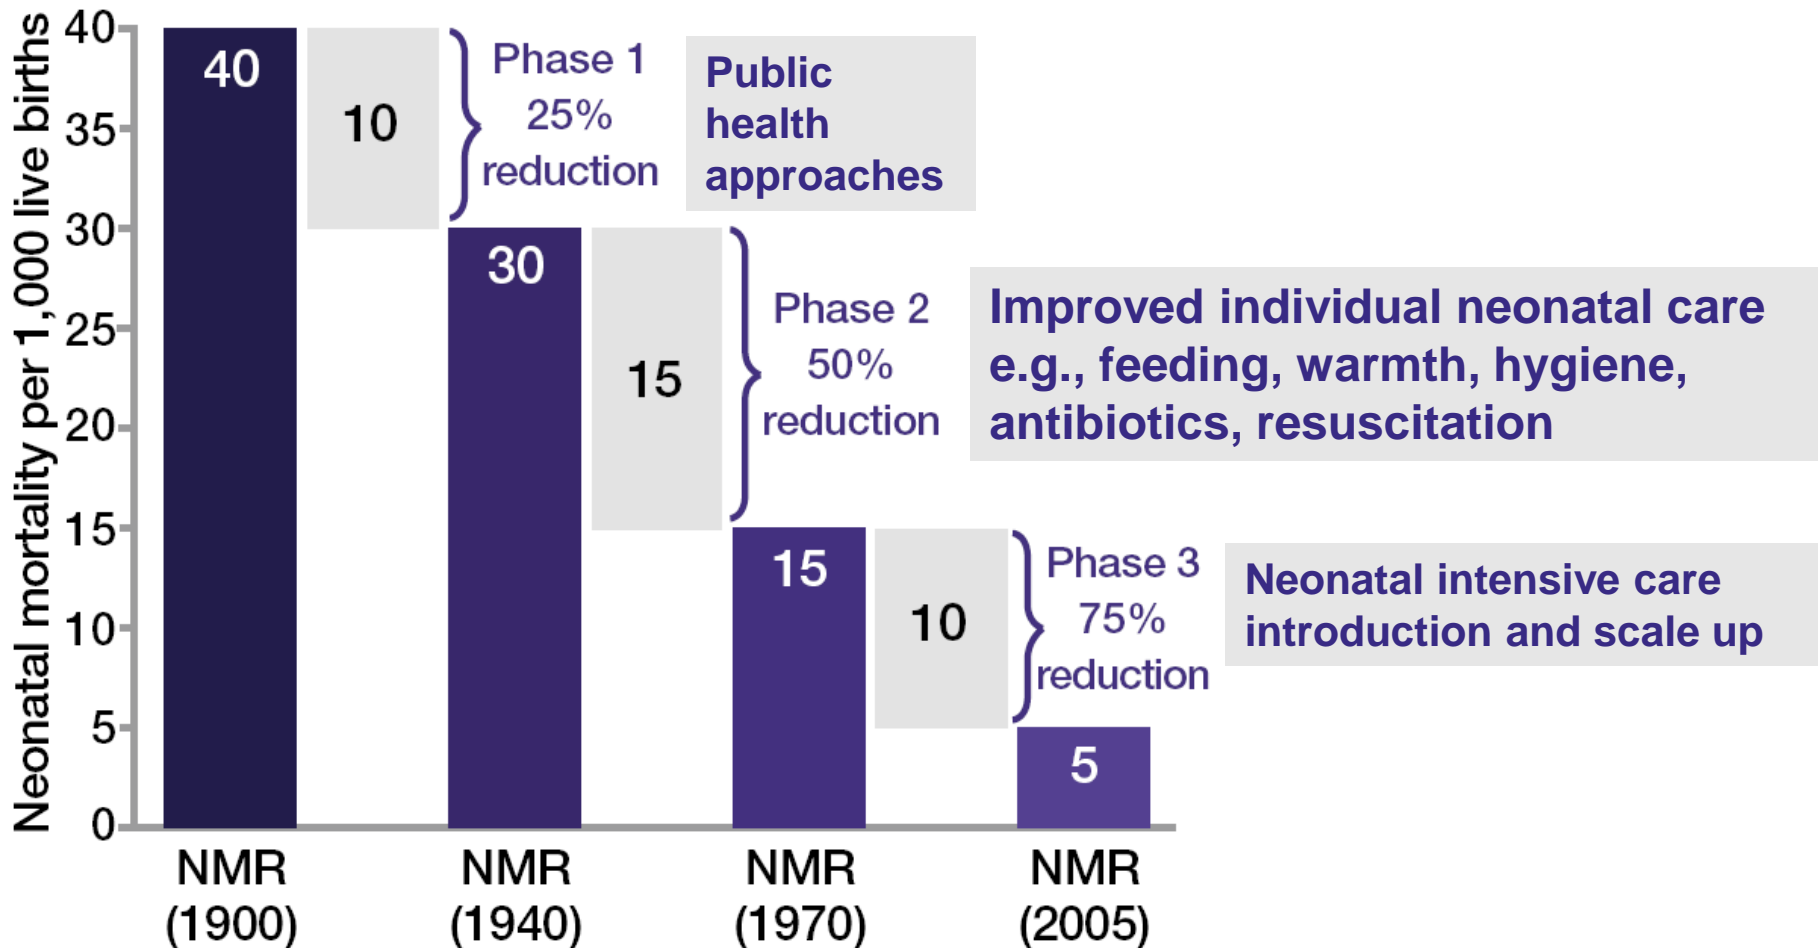 Neonatal mortality per 1,000 live births
40
35
30
25
20
15
10
5
0
40
10
Phase 1
25%
reduction
Public
health
approaches
30
15
Phase 2
50%
reduction
Improved individual neonatal care
e.g., feeding, warmth, hygiene,
antibiotics, resuscitation
15
10
Phase 3
75%
reduction
Neonatal intensive care
introduction and scale up
5
NMR
(1900)
NMR
(1940)
NMR
(1970)
NMR
(2005)